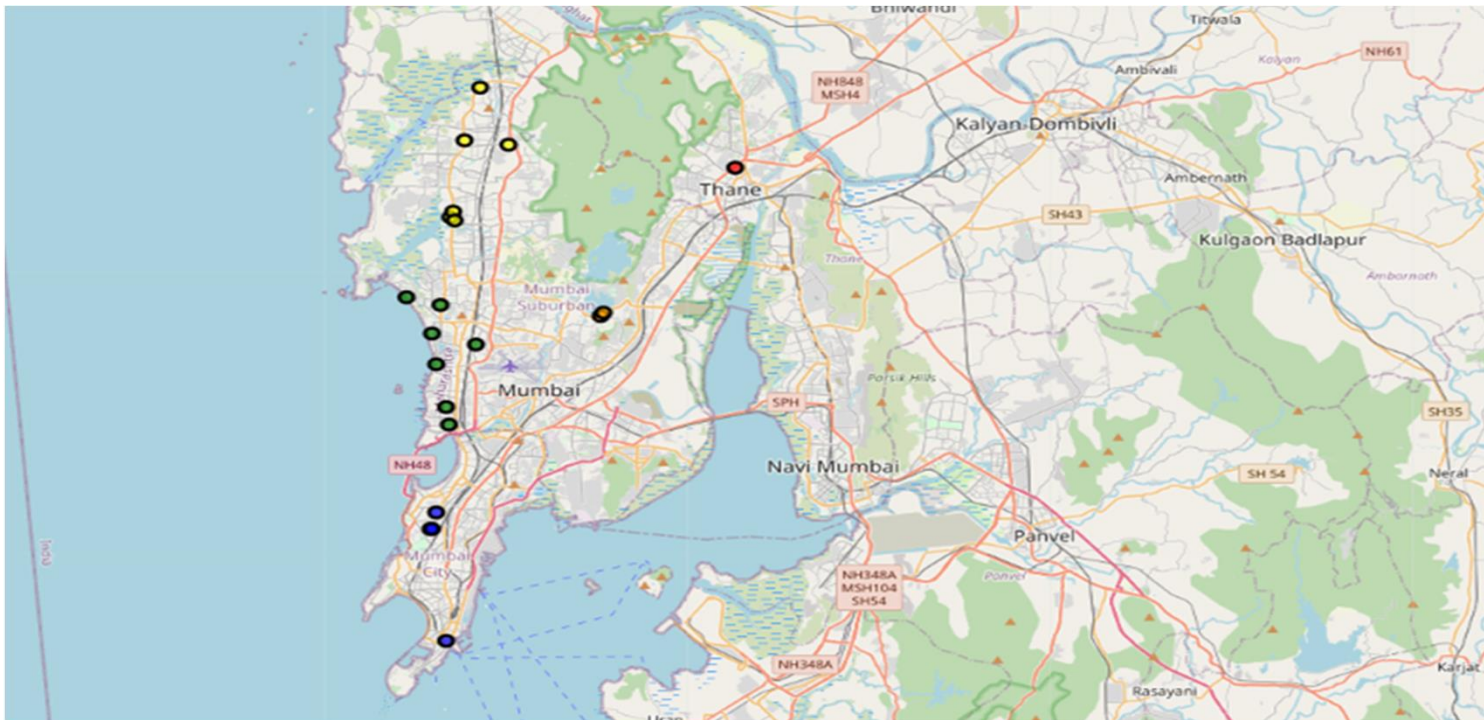 Bhiwandi
Titwala
NH61
Kalyan
Ambivali
NH848
MSH4
Kalyan Dombivli
Thane
Ambernath
SH43
Kulgaon Badlapur
Thane
Ambarnath
Mumbai
Suburban
Mumbai
Parsik Hills
SPH
SH35
NH48
Navi Mumbai
SH 54
Neral
Panvel
India
Mumbai
City
NH348A
MSH104
SH54
Panvel
NH348A
Karjat
Rasayani
Uran